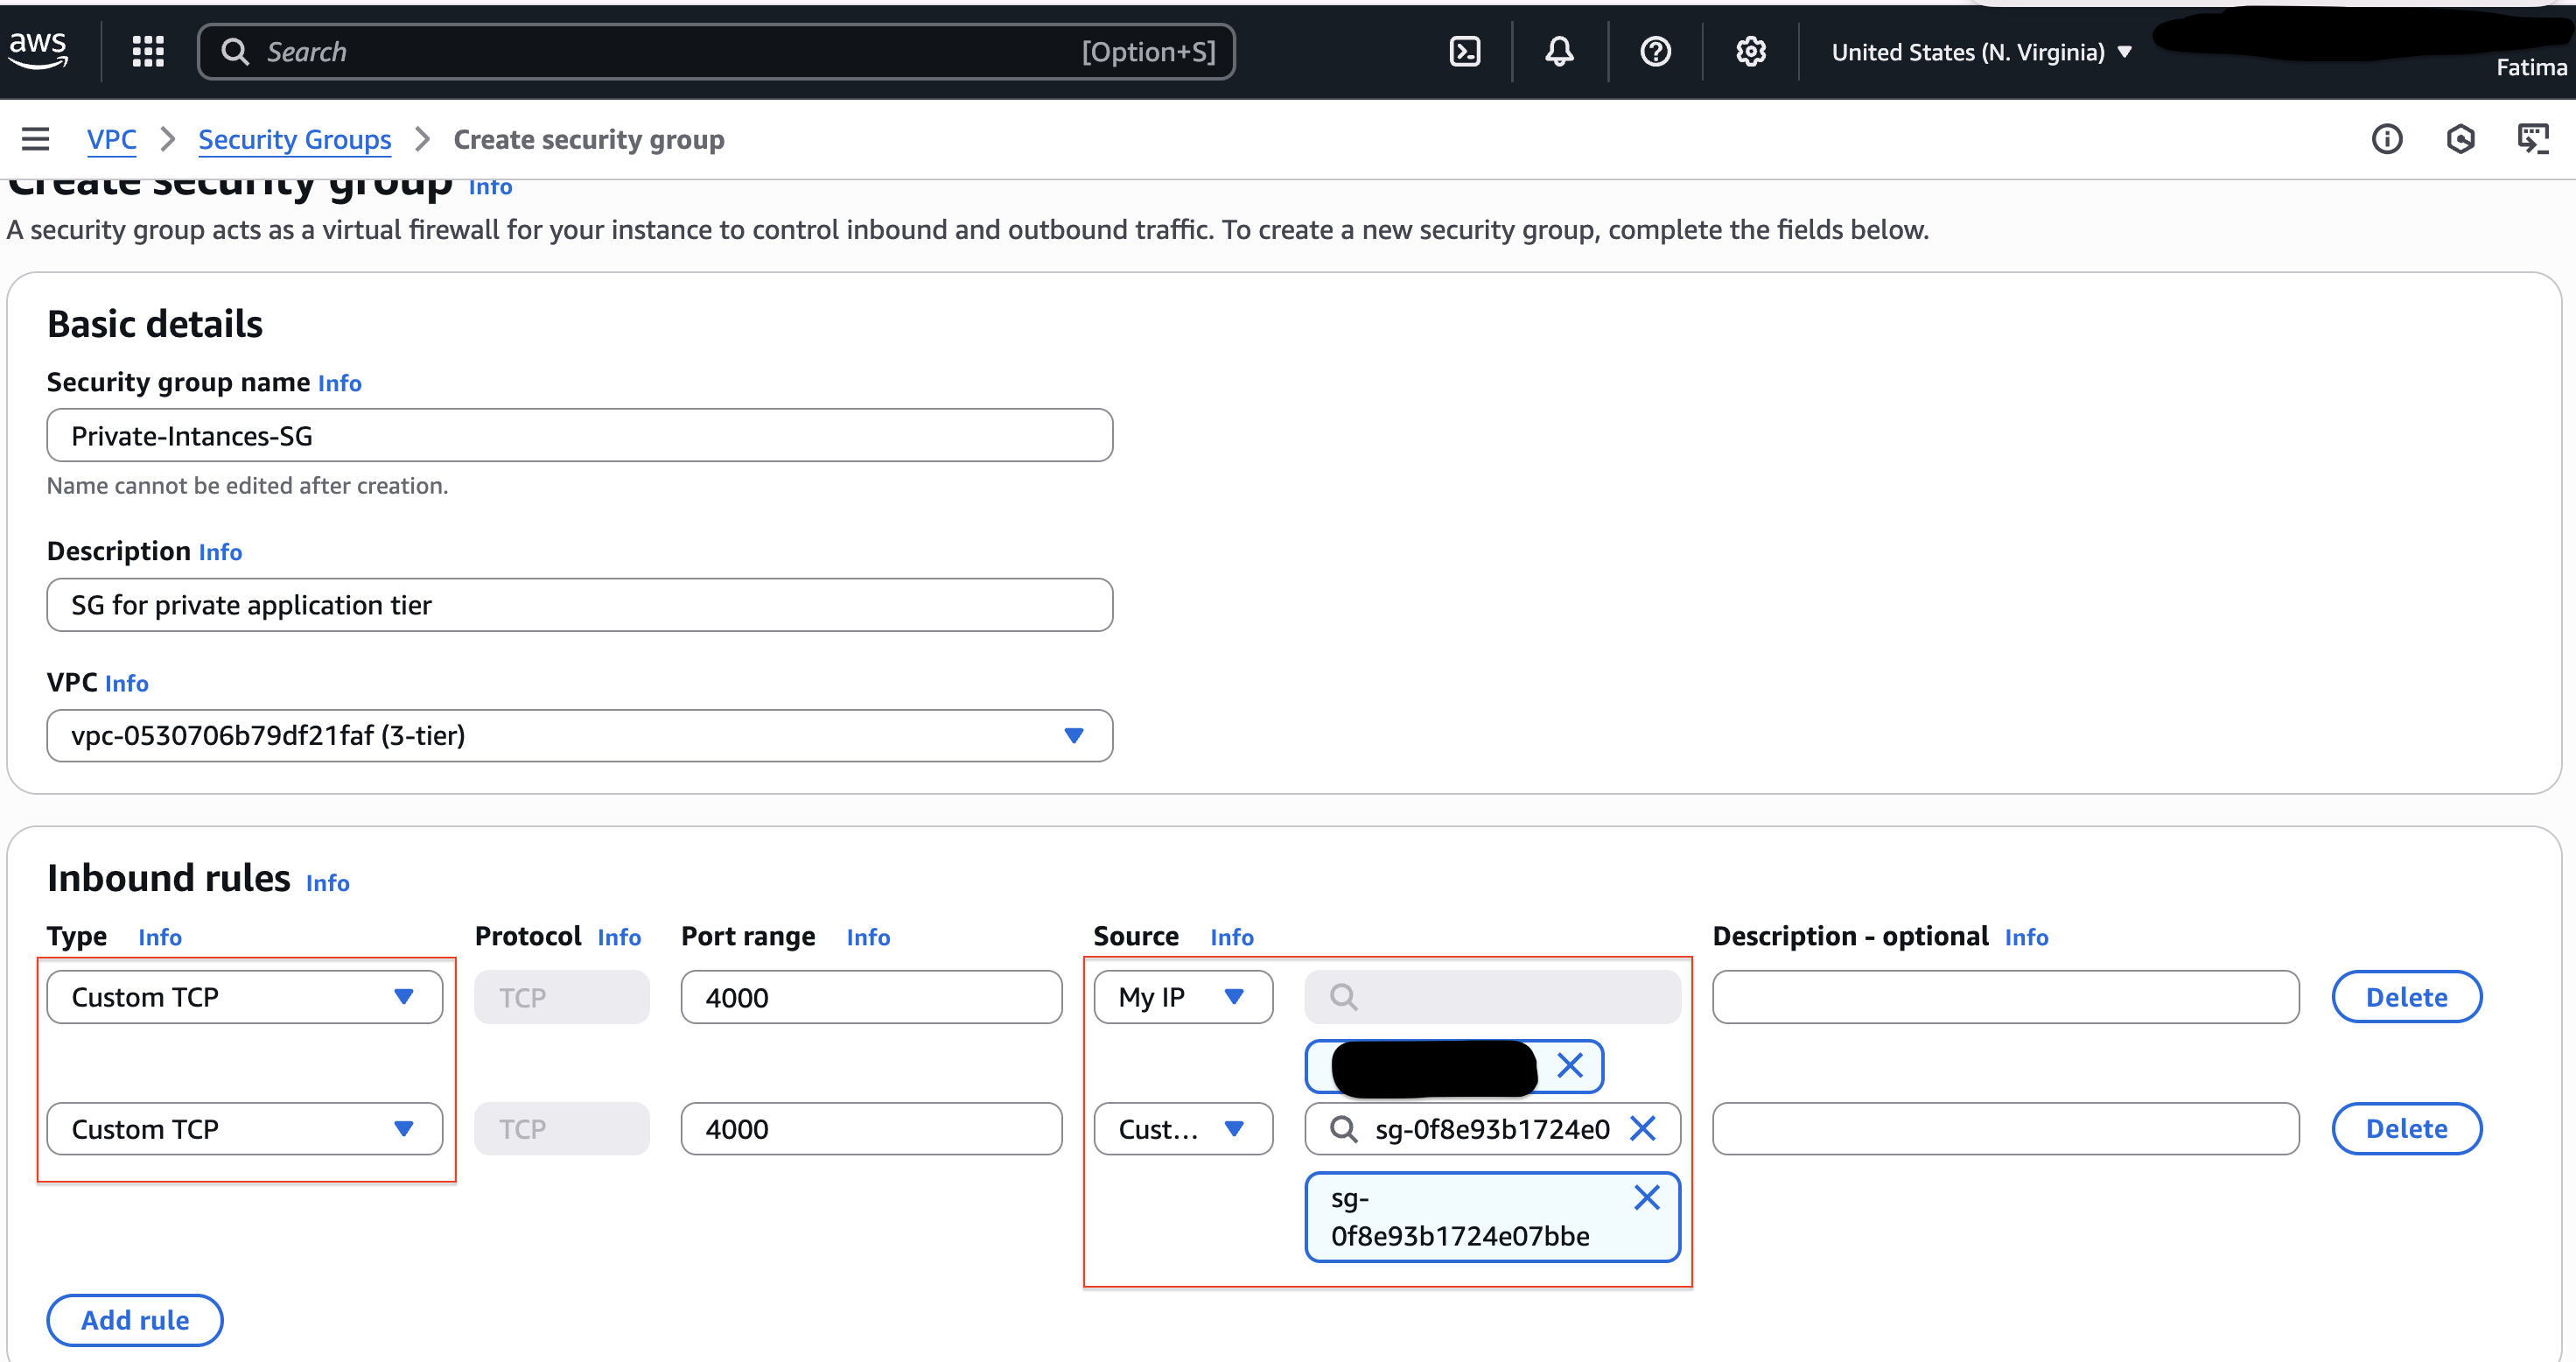 aws
Search [Option+S] United States (N. Virginia)
Fatima
VPC Security Groups Create security group
Create security group Info
A security group acts as a virtual firewall for your instance to control inbound and outbound traffic. To create a new security group, complete the fields below.
Basic details
Security group name Info
Private-Intances-SG
Name cannot be edited after creation.
Description Info
SG for private application tier
VPC Info
vpc-0530706b79df21faf (3-tier)
Inbound rules Info
Type Info Protocol Info Port range Info Source Info Description - optional Info
Custom TCP TCP 4000 My IP Delete
Custom TCP TCP 4000 Cust... sg-0f8e93b1724e0 Delete
sg-
0f8e93b1724e07bbe
Add rule